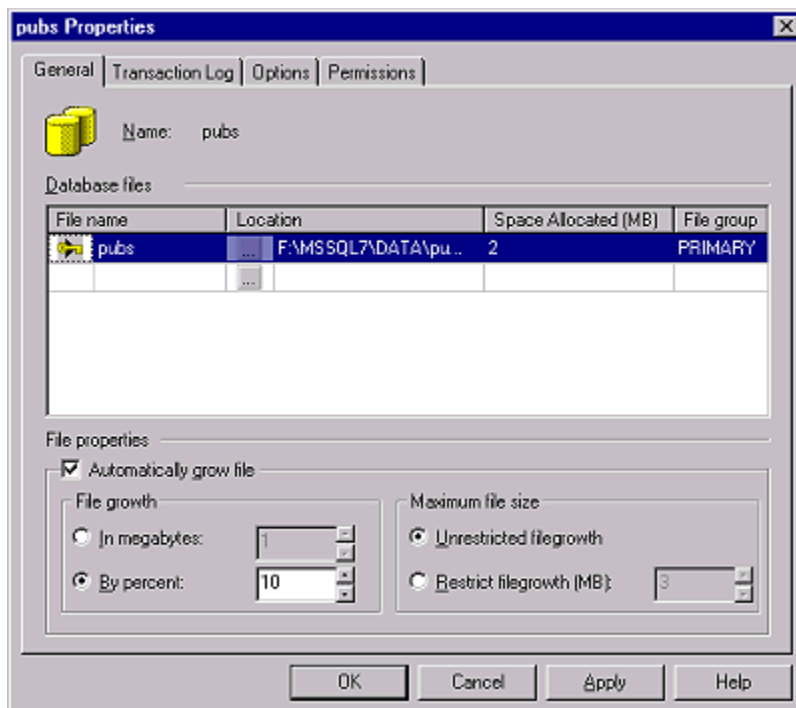 pubs Properties
General Transaction Log Options Permissions
Name: pubs
Database files
File name Location Space Allocated (MB) File group
pubs ... F:\MSSQL7\DATA\pu... 2 PRIMARY
...
File properties
Automatically grow file
File growth Maximum file size
In megabytes: 1 Unrestricted filegrowth
By percent: 10 Restrict filegrowth (MB): 3
OK Cancel Apply Help